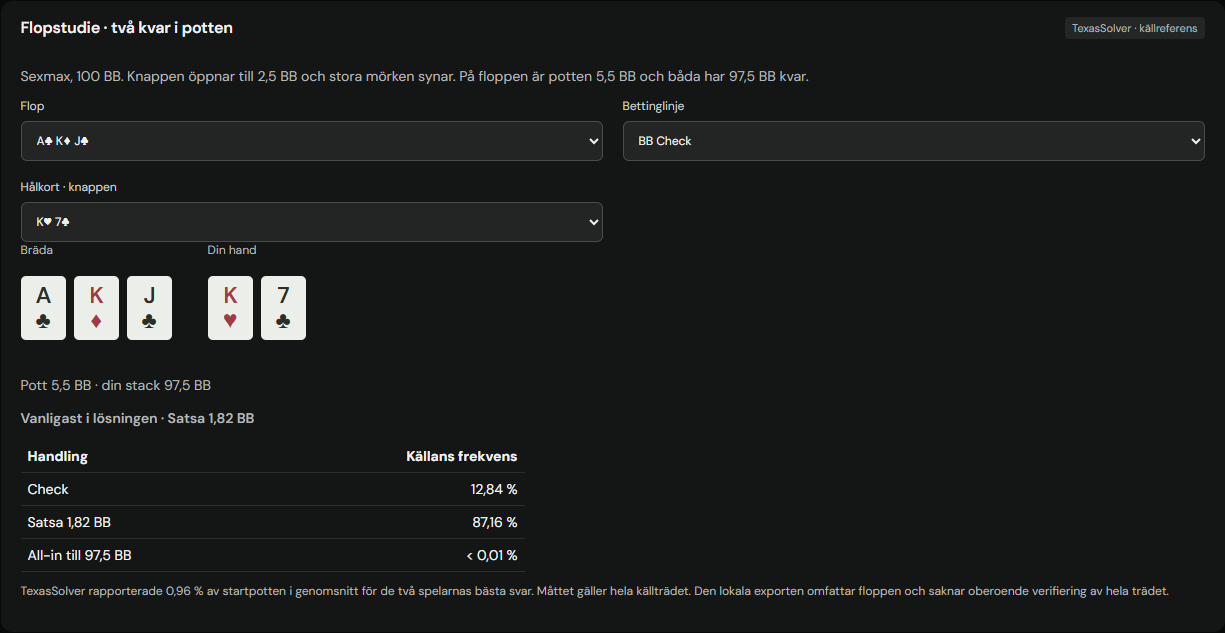 Flopstudie · två kvar i potten
TexasSolver · källreferens
Sexmax, 100 BB. Knappen öppnar till 2,5 BB och stora mörken synar. På floppen är potten 5,5 BB och båda har 97,5 BB kvar.
Flop
Bettinglinje
A♣ K♦ J♣
BB Check
Hålkort · knappen
K♥ 7♣
Bräda
Din hand
A K J K 7
♣ ♦ ♣ ♥ ♣
Pott 5,5 BB · din stack 97,5 BB
Vanligast i lösningen · Satsa 1,82 BB
Handling Källans frekvens
Check 12,84 %
Satsa 1,82 BB 87,16 %
All-in till 97,5 BB < 0,01 %
TexasSolver rapporterade 0,96 % av startpotten i genomsnitt för de två spelarnas bästa svar. Måttet gäller hela källträdet. Den lokala exporten omfattar floppen och saknar oberoende verifiering av hela trädet.